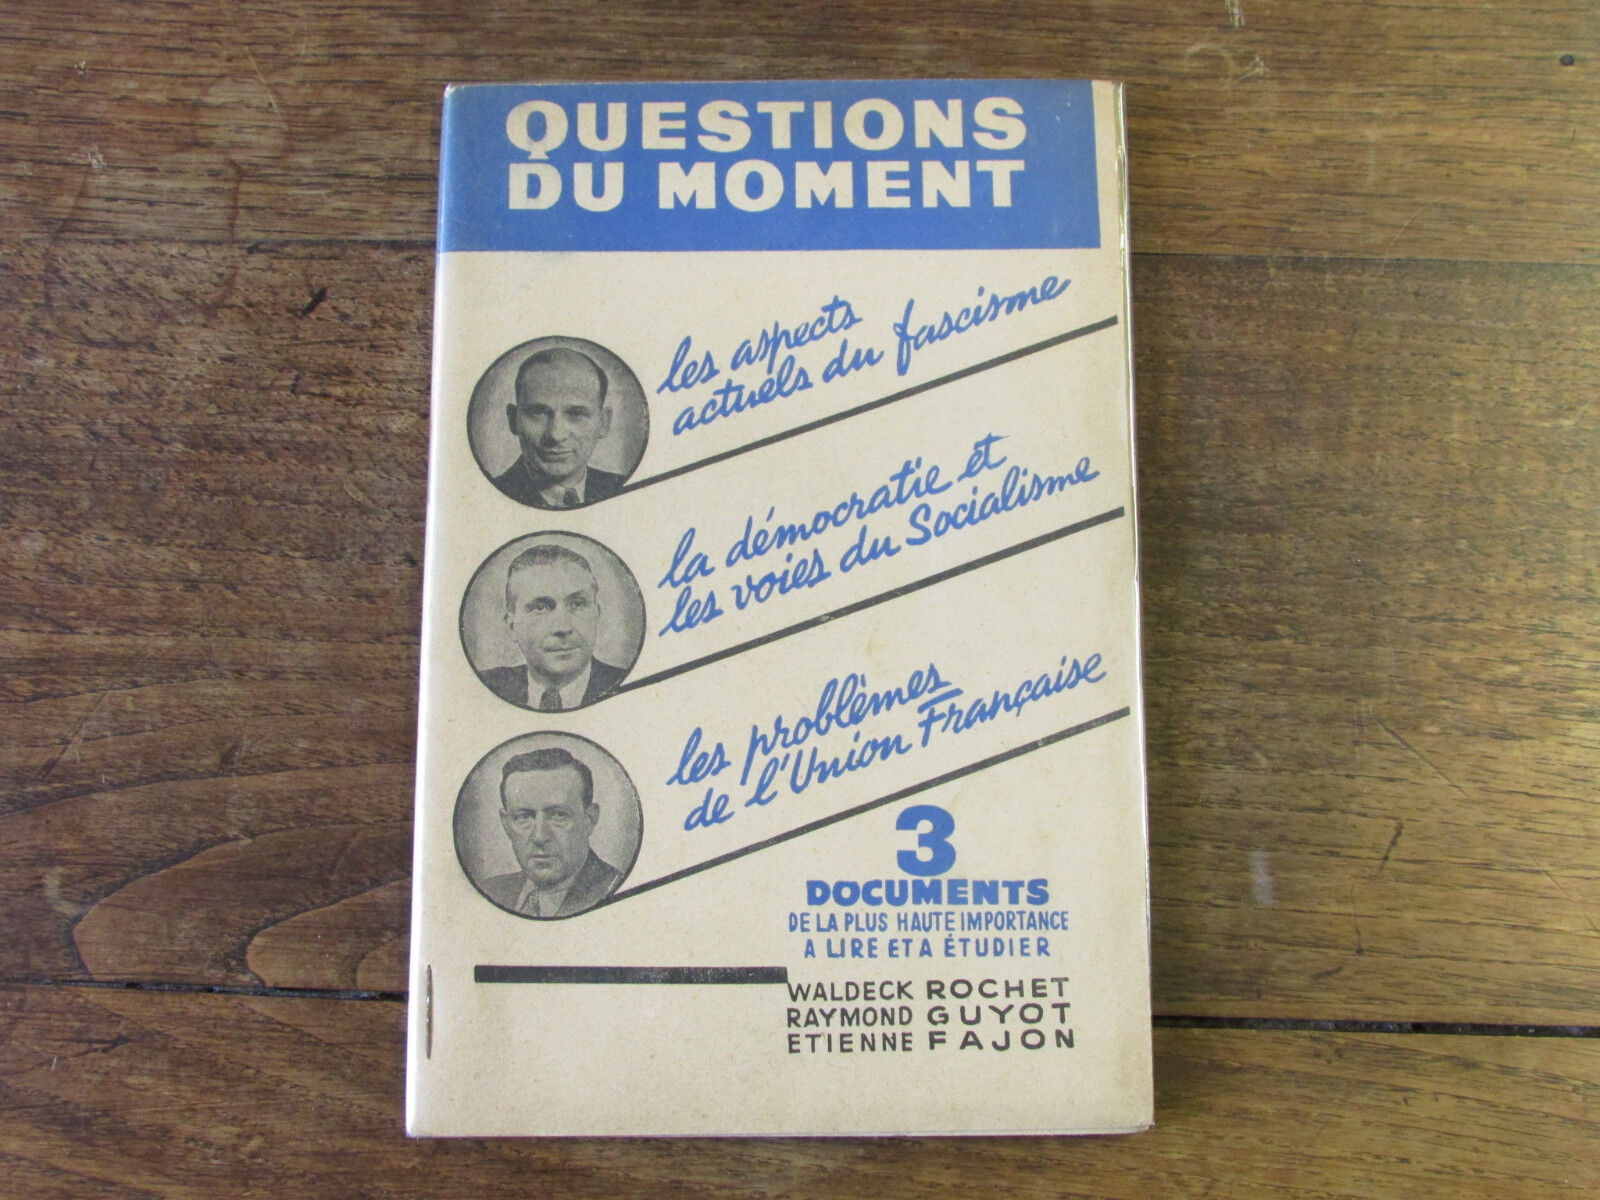 QUESTIONS
DU MOMENT
les aspects
actuels du fascisme
la démocratie et
les voies du Socialisme
les problèmes
de l'Union Française
3
DOCUMENTS
DE LA PLUS HAUTE IMPORTANCE
A LIRE ET A ÉTUDIER
WALDECK ROCHET
RAYMOND GUYOT
ETIENNE FAJON